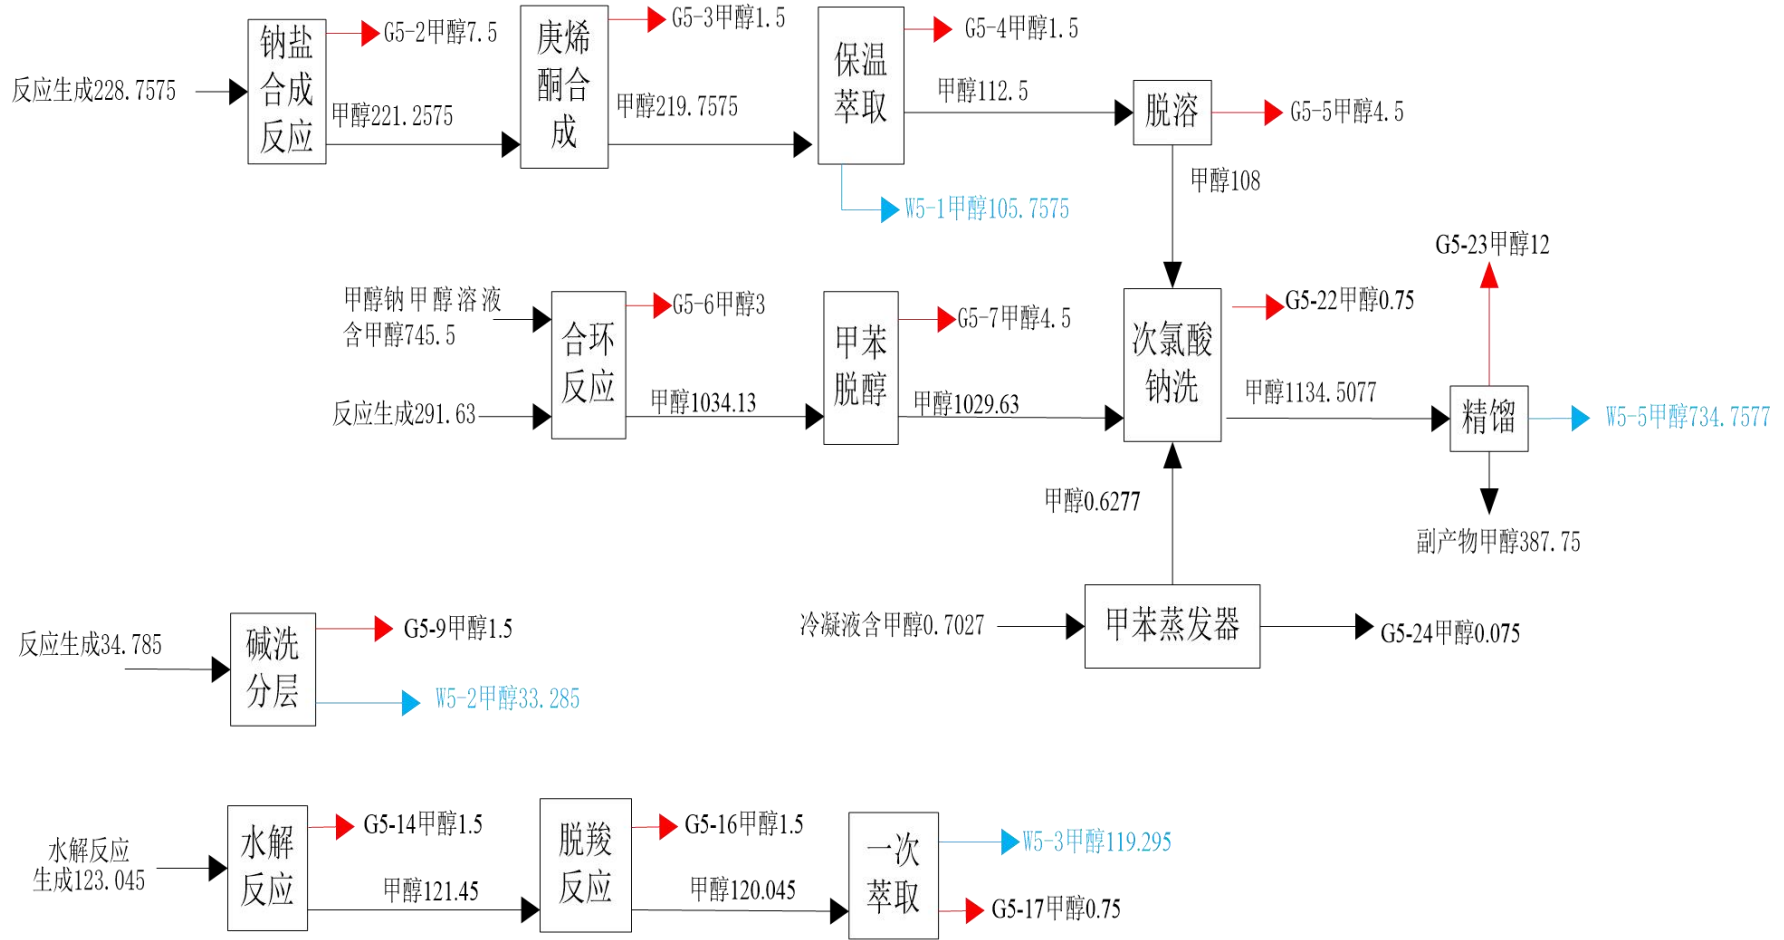 钠盐
合成
反应
G5-2甲醇7.5
反应生成228.7575
甲醇221.2575
庚烯
酮合
成
G5-3甲醇1.5
甲醇219.7575
保温
萃取
G5-4甲醇1.5
甲醇112.5
W5-1甲醇105.7575
脱溶
G5-5甲醇4.5
甲醇108
甲醇钠甲醇溶液
含甲醇745.5
反应生成291.63
合环
反应
G5-6甲醇3
甲醇1034.13
甲苯
脱醇
G5-7甲醇4.5
甲醇1029.63
次氯酸
钠洗
G5-22甲醇0.75
甲醇1134.5077
G5-23甲醇12
精馏
W5-5甲醇734.7577
副产物甲醇387.75
甲醇0.6277
冷凝液含甲醇0.7027
甲苯蒸发器
G5-24甲醇0.075
反应生成34.785
碱洗
分层
G5-9甲醇1.5
W5-2甲醇33.285
水解反应
生成123.045
水解
反应
G5-14甲醇1.5
甲醇121.45
脱羧
反应
G5-16甲醇1.5
甲醇120.045
一次
萃取
W5-3甲醇119.295
G5-17甲醇0.75